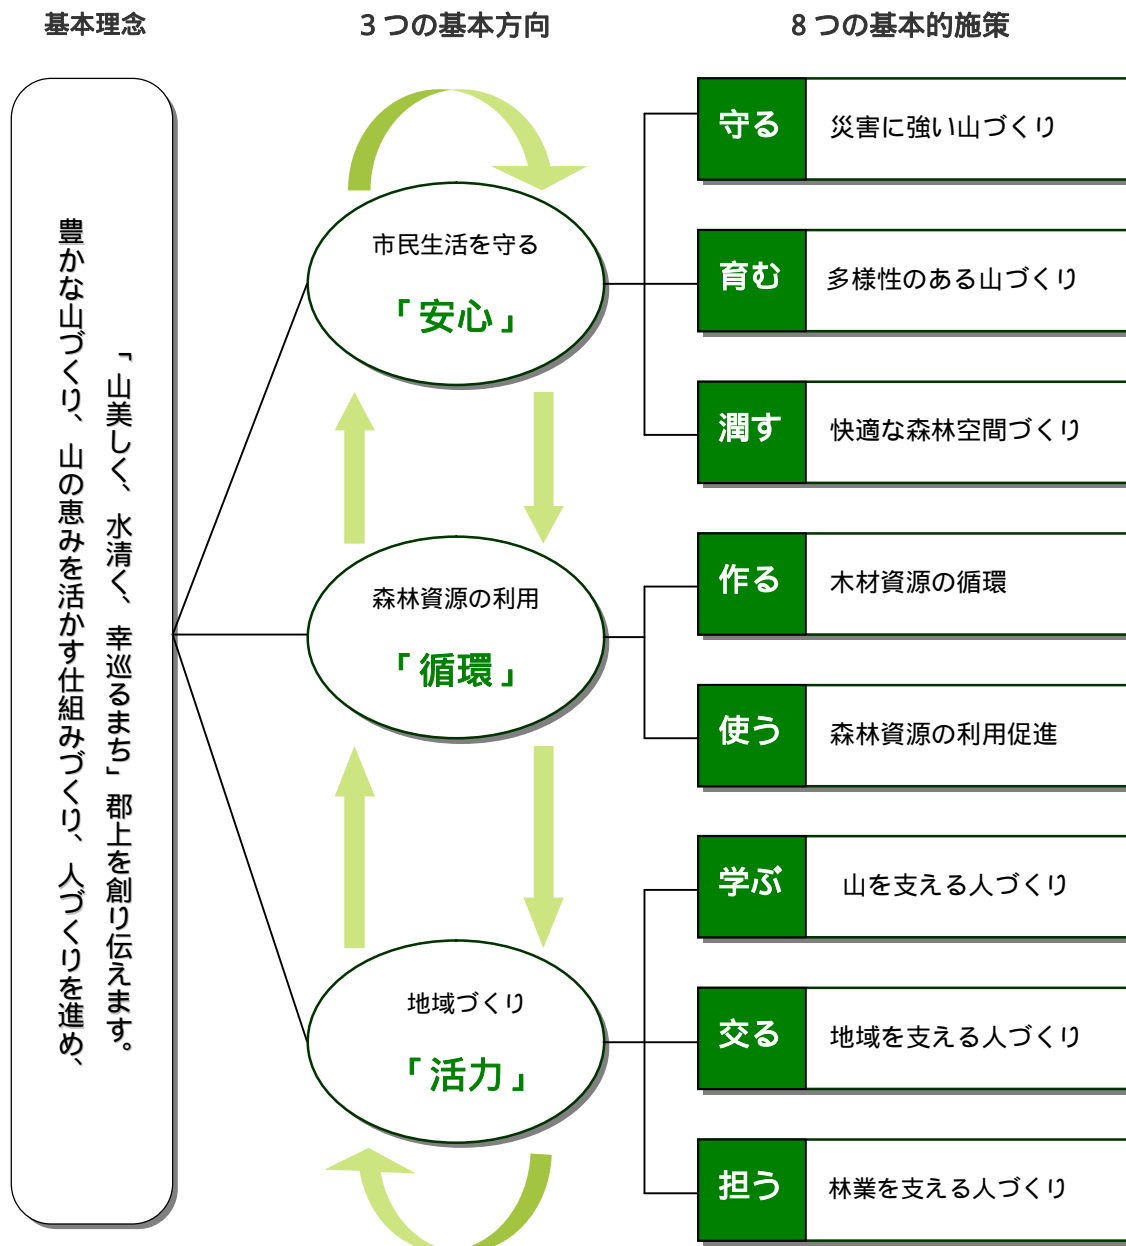 基本理念
3つの基本方向
8つの基本的施策
豊かな山づくり、山の恵みを活かす仕組みづくり、人づくりを進め、
「山美しく、水清く、幸巡るまち」郡上を創り伝えます。
市民生活を守る
「安心」
森林資源の利用
「循環」
地域づくり
「活力」
守る 災害に強い山づくり
育む 多様性のある山づくり
潤す 快適な森林空間づくり
作る 木材資源の循環
使う 森林資源の利用促進
学ぶ 山を支える人づくり
交る 地域を支える人づくり
担う 林業を支える人づくり